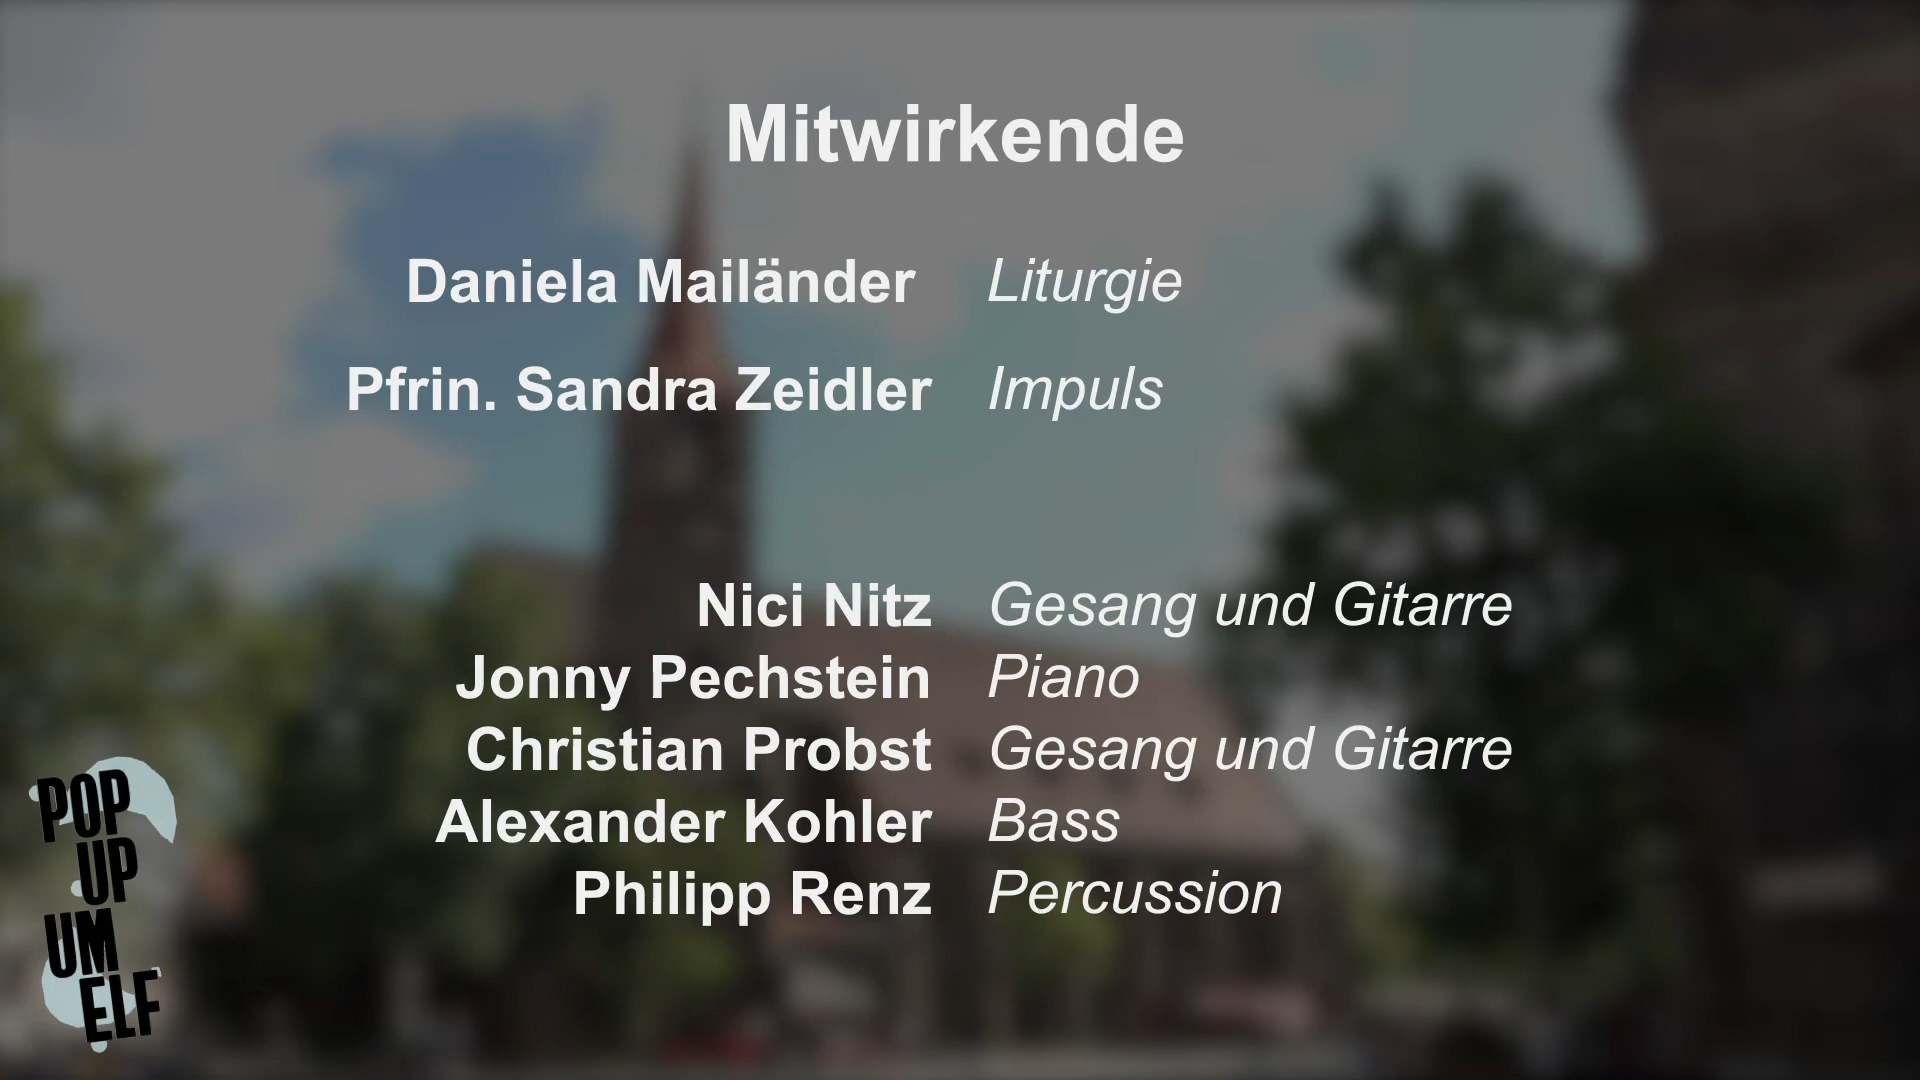 Mitwirkende
Daniela Mailänder Liturgie
Pfrin. Sandra Zeidler Impuls
Nici Nitz Gesang und Gitarre
Jonny Pechstein Piano
Christian Probst Gesang und Gitarre
Alexander Kohler Bass
Philipp Renz Percussion
POP
UP
UM
ELF